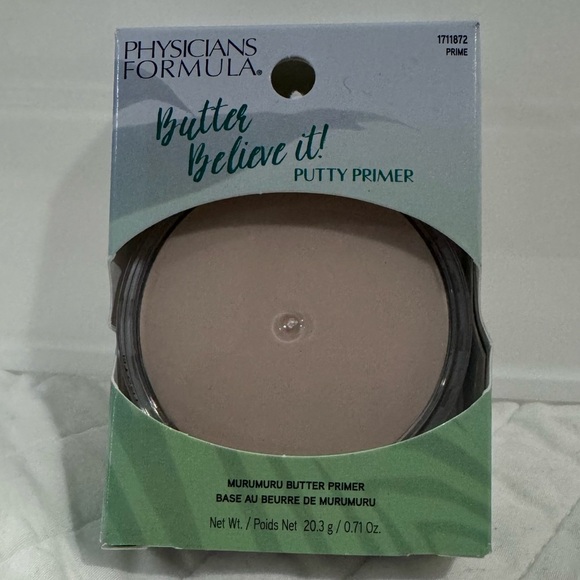 PHYSICIANS
FORMULA®
1711872
PRIME
Butter
Believe it!
PUTTY PRIMER
MURUMURU BUTTER PRIMER
BASE AU BEURRE DE MURUMURU
Net Wt. / Poids Net 20.3 g / 0.71 Oz.